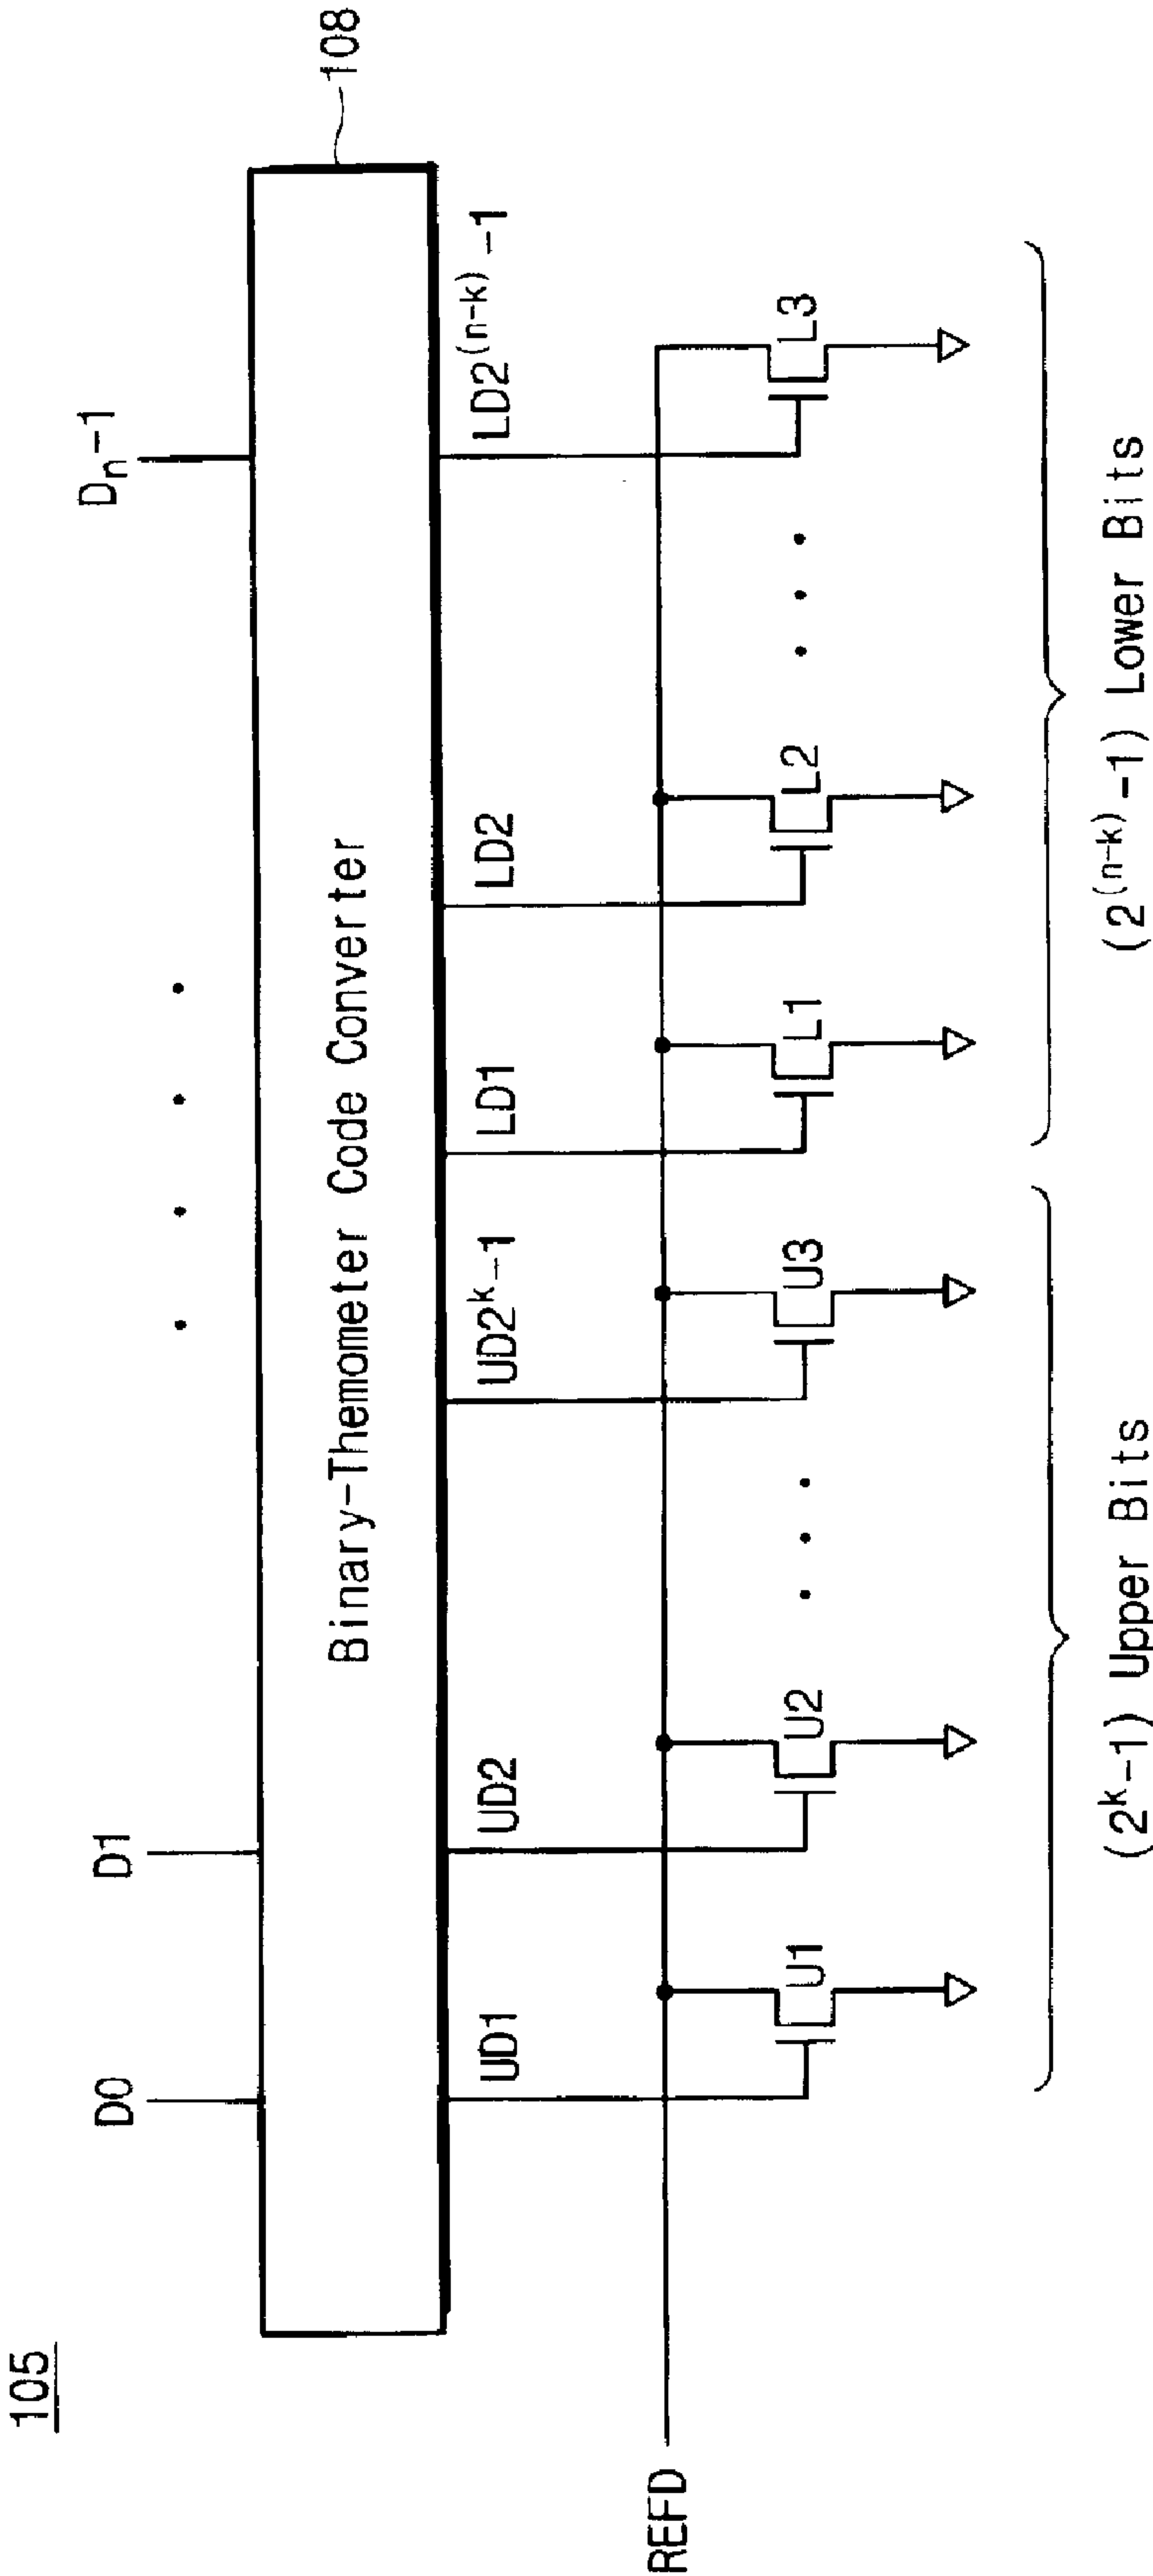 105
D0 D1 Dₙ-1
Binary-Themometer Code Converter
108
UD1 UD2 UD2ᵏ-1 LD1 LD2 LD2⁽ⁿ⁻ᵏ⁾-1
REFD
U1 U2 U3 L1 L2 L3
(2ᵏ-1) Upper Bits (2⁽ⁿ⁻ᵏ⁾-1) Lower Bits